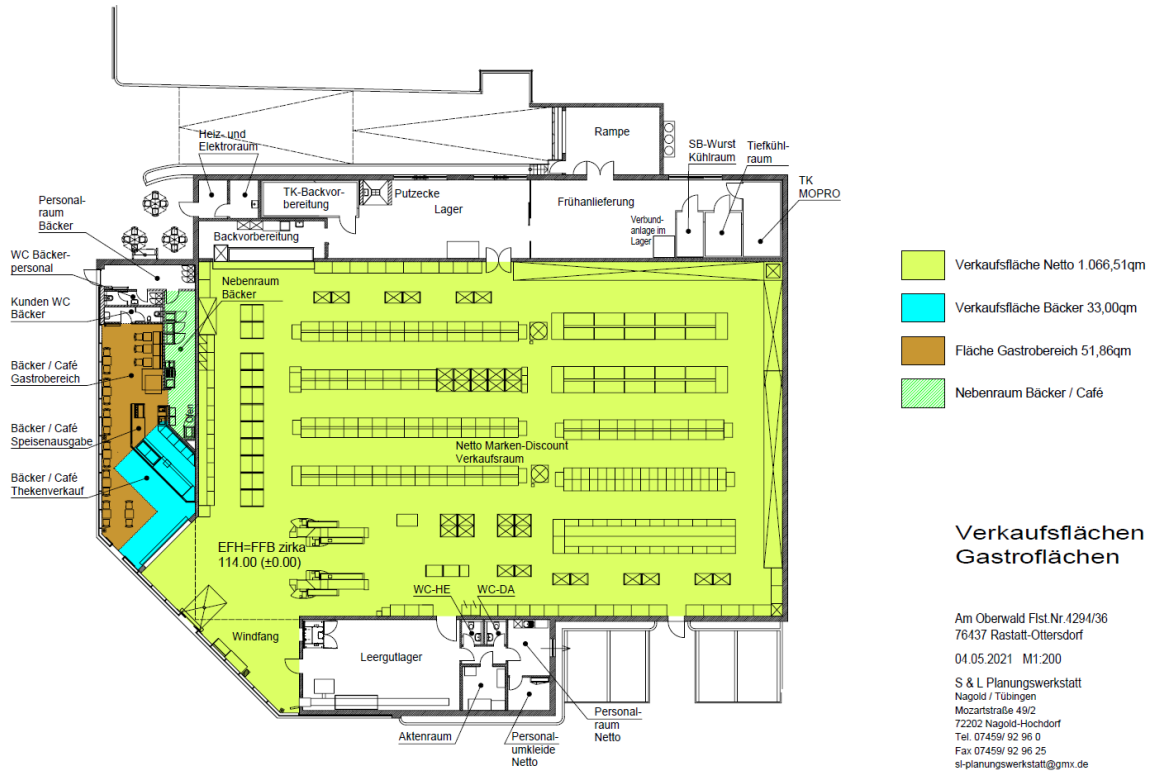 Rampe
Heiz- und
Elektroraum
SB-Wurst
Kühlraum
Tiefkühl-
raum
TK
MOPRO
TK-Backvor-
bereitung
Putzecke
Lager
Frühanlieferung
Verbund-
anlage im
Lager
Backvorbereitung
Personal-
raum
Bäcker
WC Bäcker-
personal
Kunden WC
Bäcker
Nebenraum
Bäcker
Bäcker / Café
Gastrobereich
Ofen
Bäcker / Café
Speisenausgabe
Bäcker / Café
Thekenverkauf
Netto Marken-Discount
Verkaufsraum
EFH=FFB zirka
114.00 (±0.00)
WC-HE
WC-DA
Windfang
Leergutlager
Aktenraum
Personal-
umkleide
Netto
Personal-
raum
Netto
Verkaufsfläche Netto 1.066,51qm
Verkaufsfläche Bäcker 33,00qm
Fläche Gastrobereich 51,86qm
Nebenraum Bäcker / Café
Verkaufsflächen
Gastroflächen
Am Oberwald Flst.Nr.4294/36
76437 Rastatt-Ottersdorf
04.05.2021 M1:200
S & L Planungswerkstatt
Nagold / Tübingen
Mozartstraße 49/2
72202 Nagold-Hochdorf
Tel. 07459/ 92 96 0
Fax 07459/ 92 96 25
sl-planungswerkstatt@gmx.de